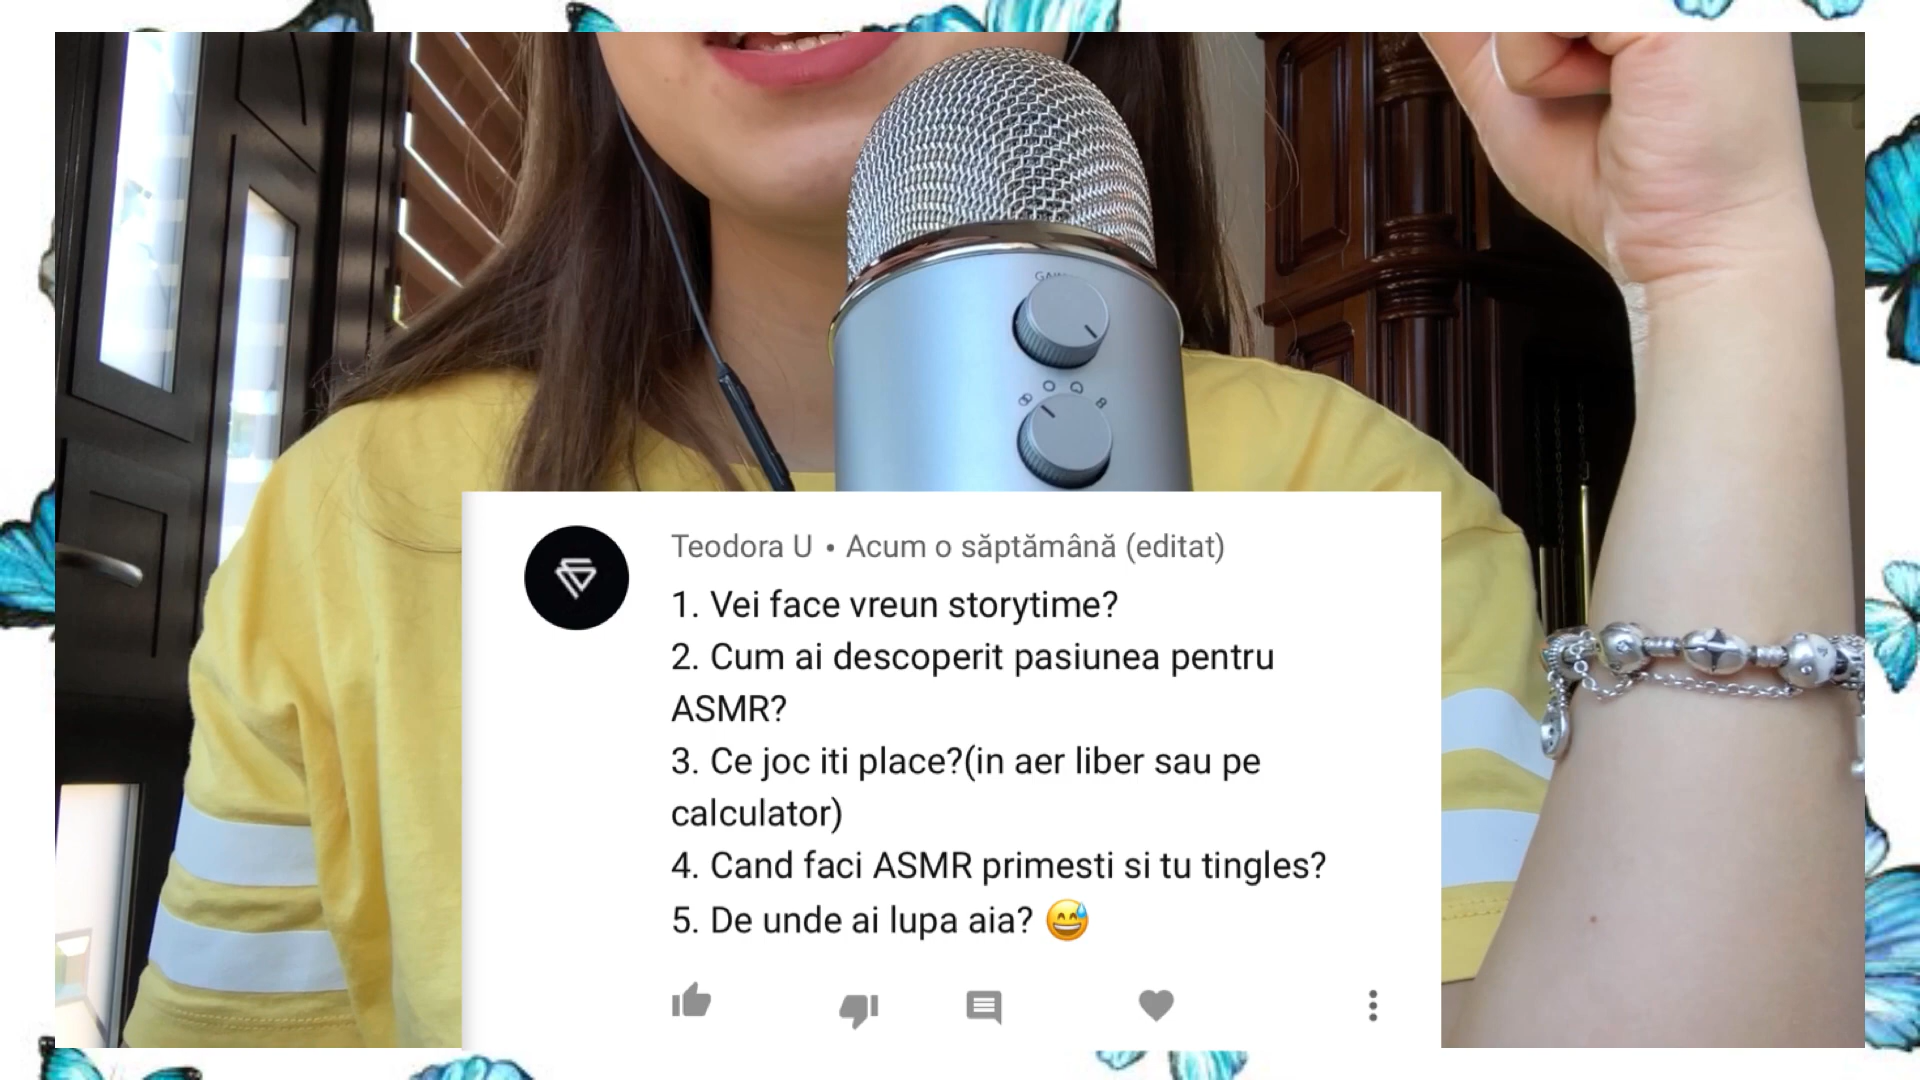 GAIN
Teodora U • Acum o săptămână (editat)
1. Vei face vreun storytime?
2. Cum ai descoperit pasiunea pentru
ASMR?
3. Ce joc iti place?(in aer liber sau pe
calculator)
4. Cand faci ASMR primesti si tu tingles?
5. De unde ai lupa aia? 😅